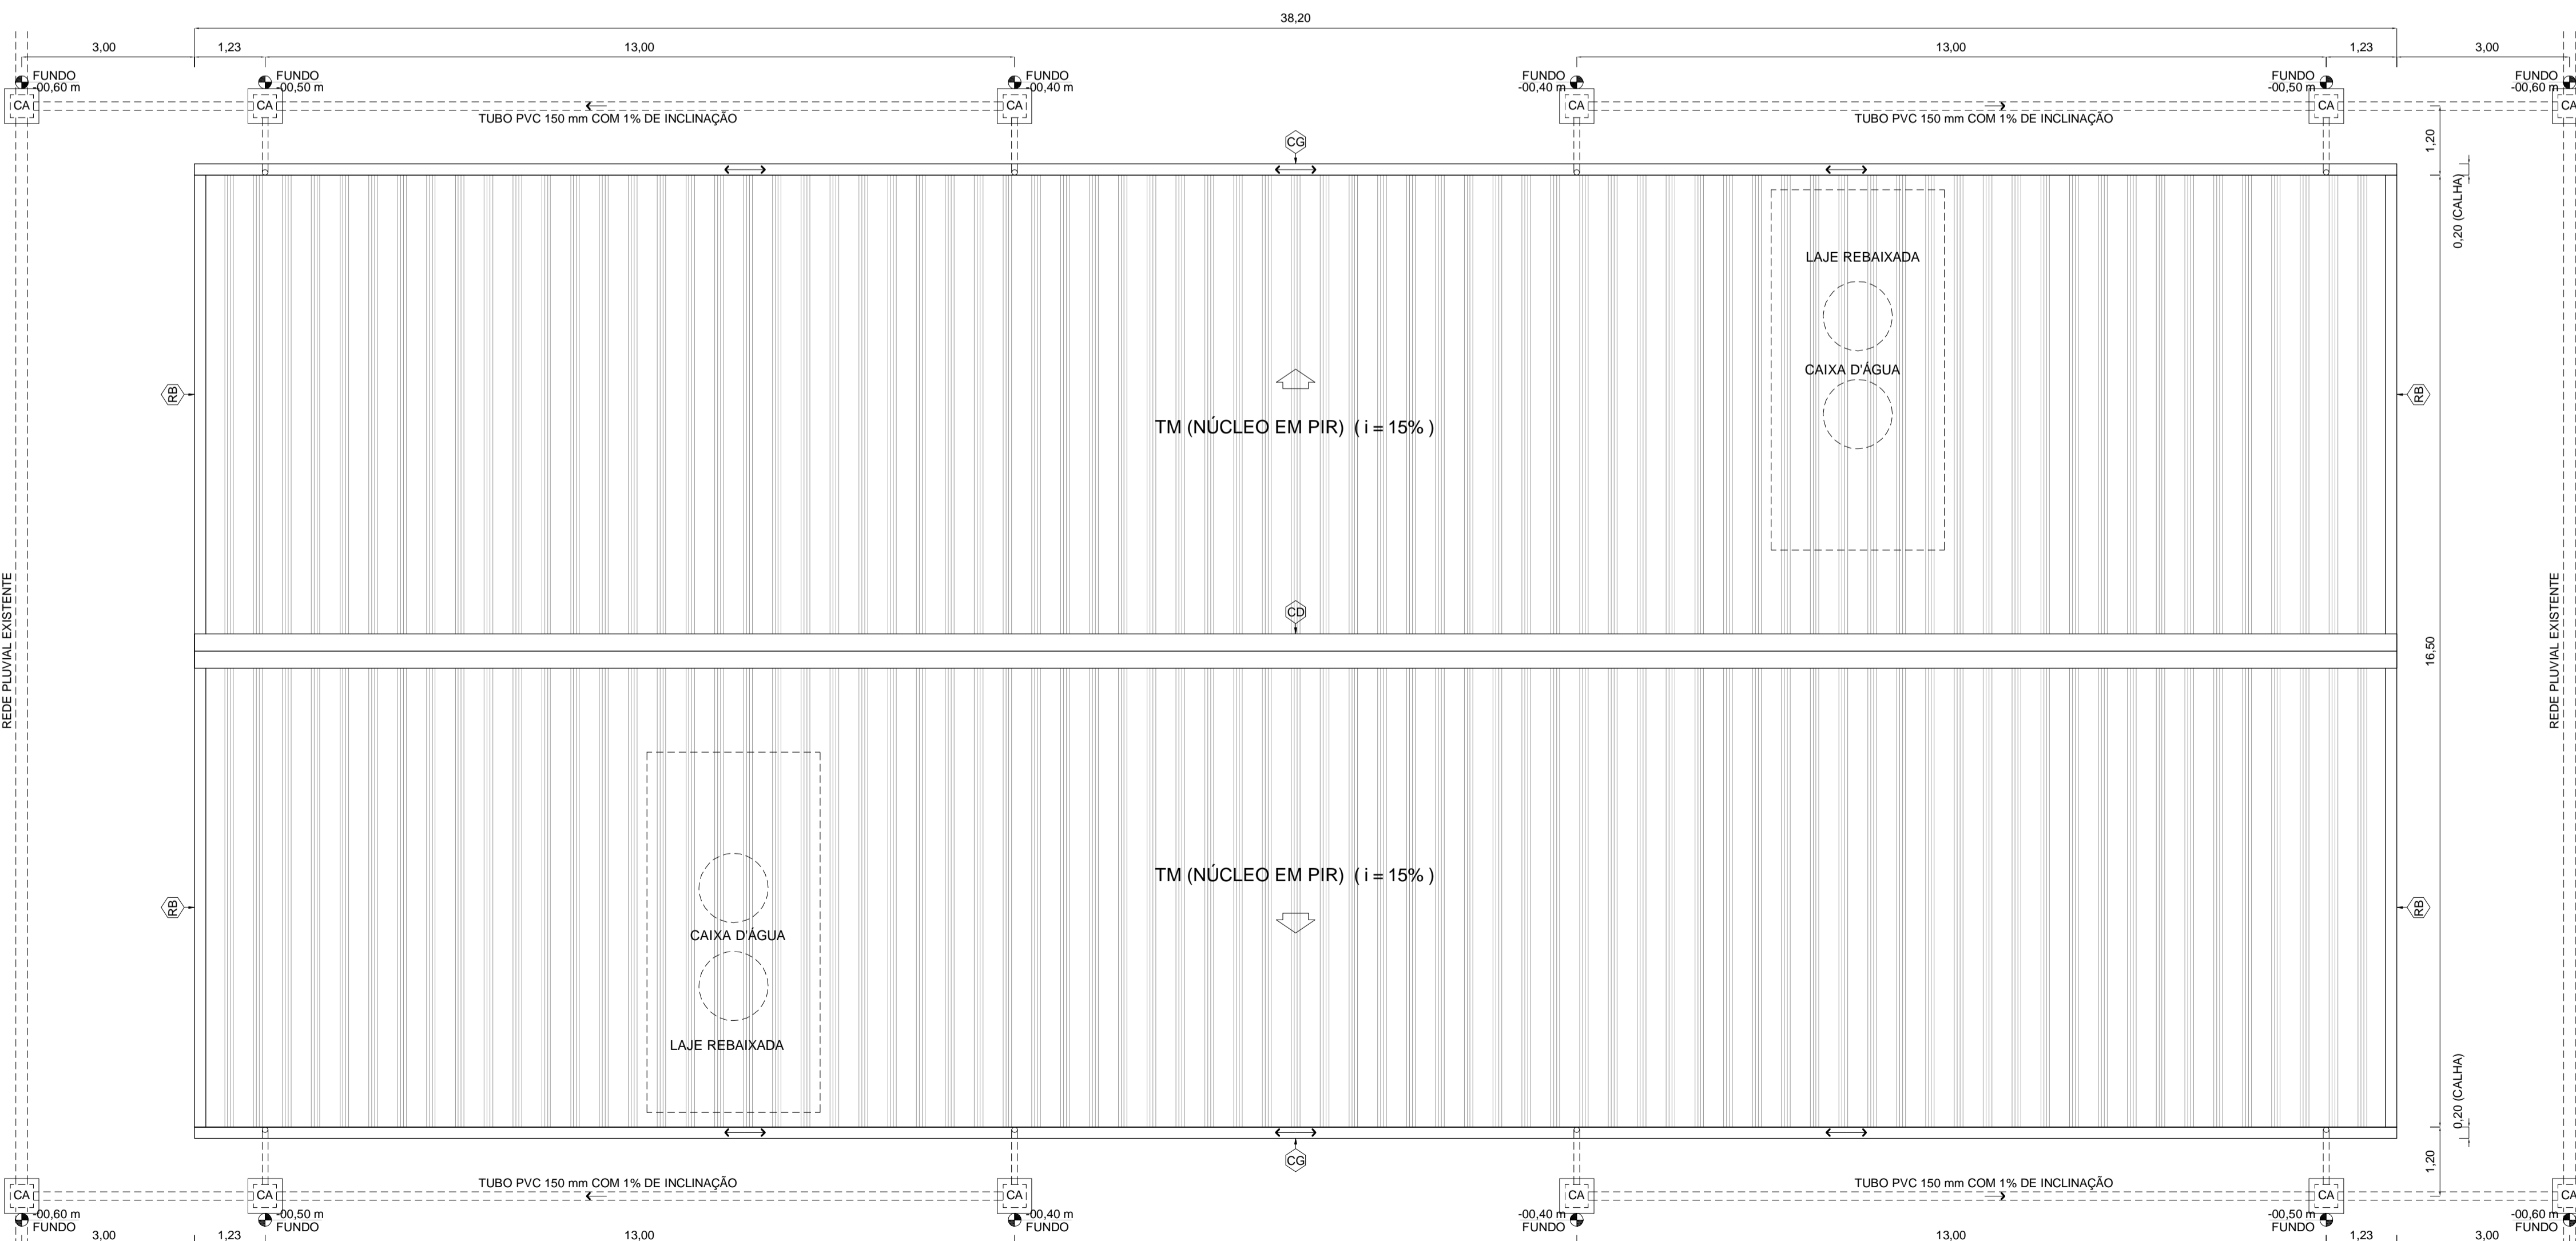 38,20
3,00
1,23
13,00
13,00
1,23
3,00
FUNDO
-00,60 m
FUNDO
-00,50 m
FUNDO
-00,40 m
FUNDO
-00,40 m
FUNDO
-00,50 m
FUNDO
-00,60 m
CA
CA
CA
CA
CA
CA
TUBO PVC 150 mm COM 1% DE INCLINAÇÃO
TUBO PVC 150 mm COM 1% DE INCLINAÇÃO
CG
1,20
0,20 (CALHA)
LAJE REBAIXADA
CAIXA D'ÁGUA
RB
RB
TM (NÚCLEO EM PIR) ( i = 15% )
CD
REDE PLUVIAL EXISTENTE
16,50
REDE PLUVIAL EXISTENTE
TM (NÚCLEO EM PIR) ( i = 15% )
RB
RB
CAIXA D'ÁGUA
LAJE REBAIXADA
0,20 (CALHA)
CG
1,20
TUBO PVC 150 mm COM 1% DE INCLINAÇÃO
TUBO PVC 150 mm COM 1% DE INCLINAÇÃO
CA
CA
CA
CA
CA
CA
-00,60 m
FUNDO
-00,50 m
FUNDO
-00,40 m
FUNDO
-00,40 m
FUNDO
-00,50 m
FUNDO
-00,60 m
FUNDO
3,00
1,23
13,00
13,00
1,23
3,00